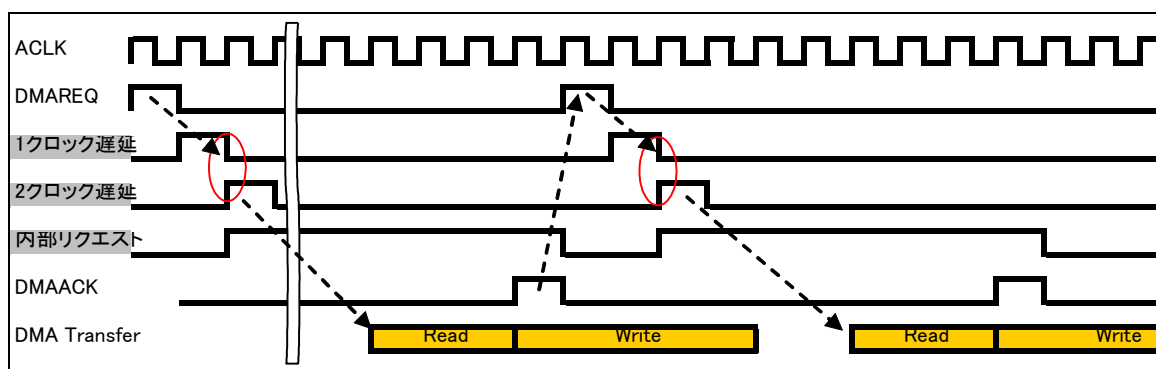 ACLK
DMAREQ
1クロック遅延
2クロック遅延
内部リクエスト
DMAACK
DMA Transfer Read Write Read Write